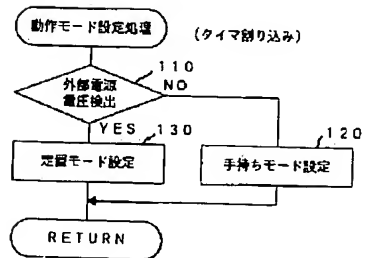 動作モード設定処理
(タイマ割り込み)
110
外部電源
電圧検出
NO
YES
130
120
定置モード設定
手持ちモード設定
RETURN